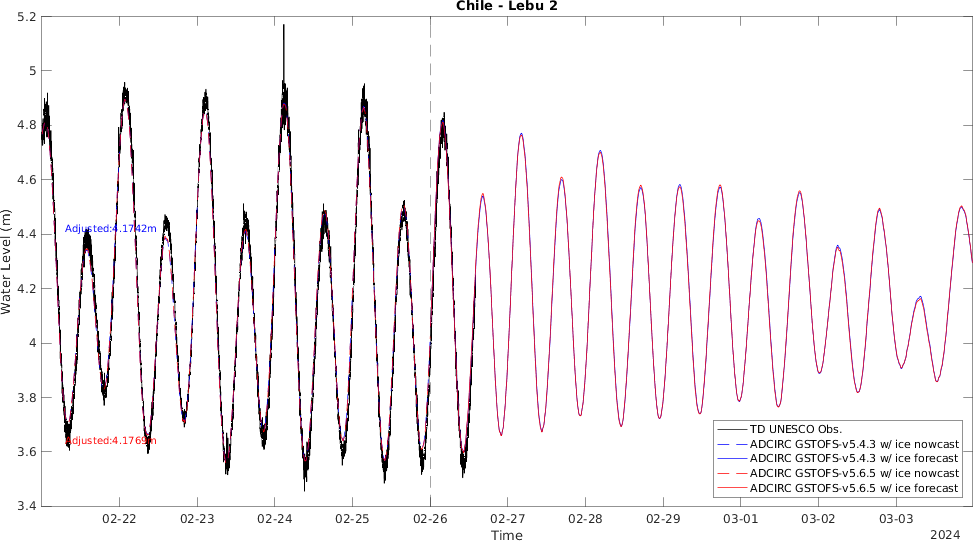 Chile - Lebu 2
5.2
5
4.8
4.6
4.4
4.2
4
3.8
3.6
3.4
Water Level (m)
Adjusted:4.1742m
Adjusted:4.1769m
TD UNESCO Obs.
ADCIRC GSTOFS-v5.4.3 w/ ice nowcast
ADCIRC GSTOFS-v5.4.3 w/ ice forecast
ADCIRC GSTOFS-v5.6.5 w/ ice nowcast
ADCIRC GSTOFS-v5.6.5 w/ ice forecast
02-22 02-23 02-24 02-25 02-26 02-27 02-28 02-29 03-01 03-02 03-03
Time
2024